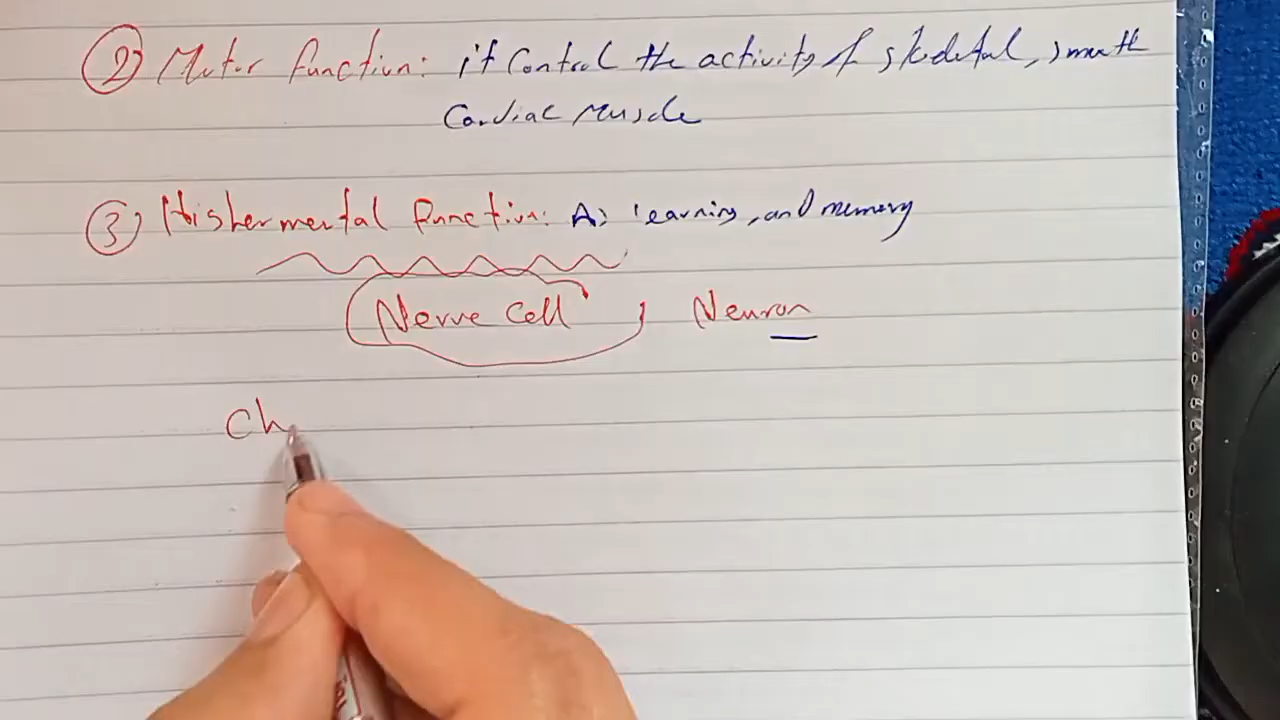 ② Motor function: it Control the activity of skeletal, smooth
Cardiac Muscle
③ Higher mental function: As learning, and memory
Nerve Cell , Neuron
Ch